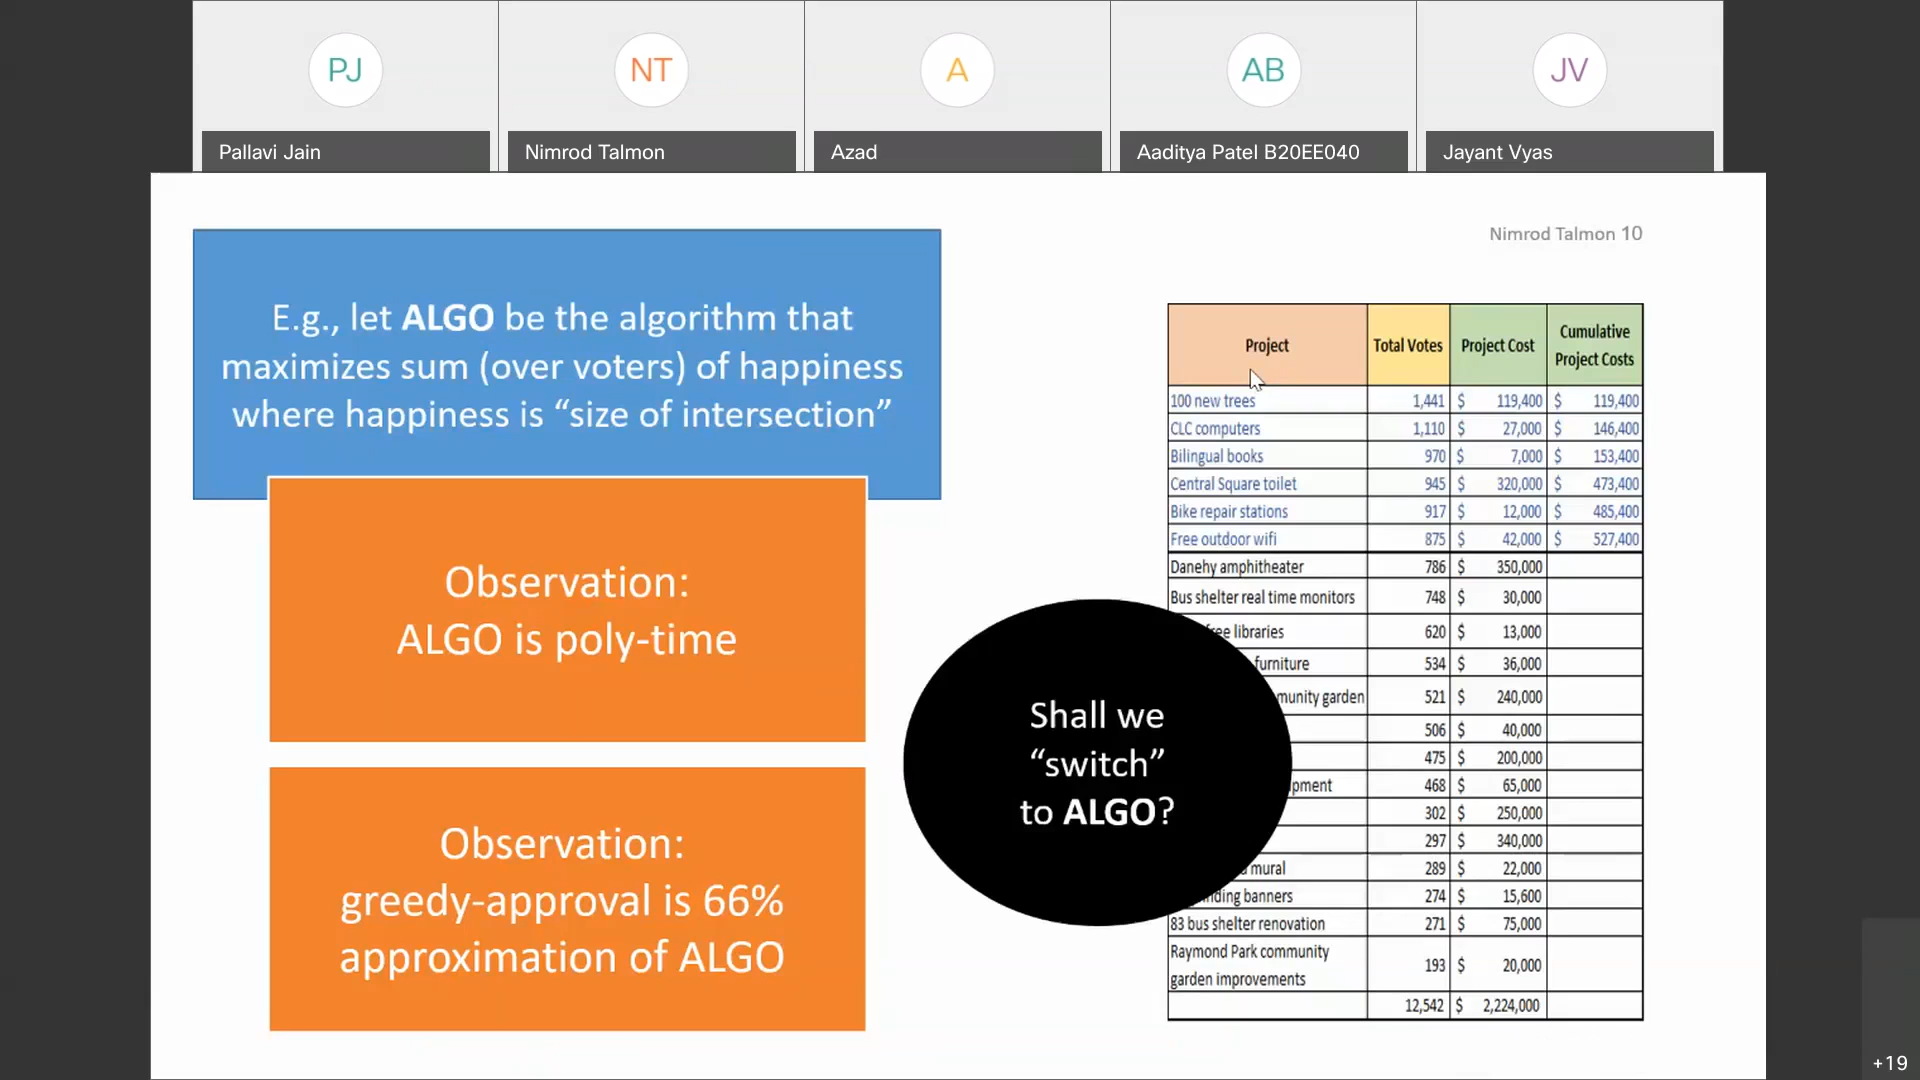 PJ
NT
A
AB
JV
Pallavi Jain
Nimrod Talmon
Azad
Aaditya Patel B20EE040
Jayant Vyas
Nimrod Talmon 10
E.g., let ALGO be the algorithm that
maximizes sum (over voters) of happiness
where happiness is “size of intersection”
Observation:
ALGO is poly-time
Observation:
greedy-approval is 66%
approximation of ALGO
Shall we
“switch”
to ALGO?
Project Total Votes Project Cost Cumulative Project Costs
100 new trees 1,441 $ 119,400 $ 119,400
CLC computers 1,110 $ 27,000 $ 146,400
Bilingual books 970 $ 7,000 $ 153,400
Central Square toilet 945 $ 320,000 $ 473,400
Bike repair stations 917 $ 12,000 $ 485,400
Free outdoor wifi 875 $ 42,000 $ 527,400
Danehy amphitheater 786 $ 350,000
Bus shelter real time monitors 748 $ 30,000
libraries 620 $ 13,000
furniture 534 $ 36,000
garden 521 $ 240,000
506 $ 40,000
475 $ 200,000
468 $ 65,000
302 $ 250,000
297 $ 340,000
mural 289 $ 22,000
banners 274 $ 15,600
83 bus shelter renovation 271 $ 75,000
Raymond Park community
garden improvements 193 $ 20,000
12,542 $ 2,224,000
+19